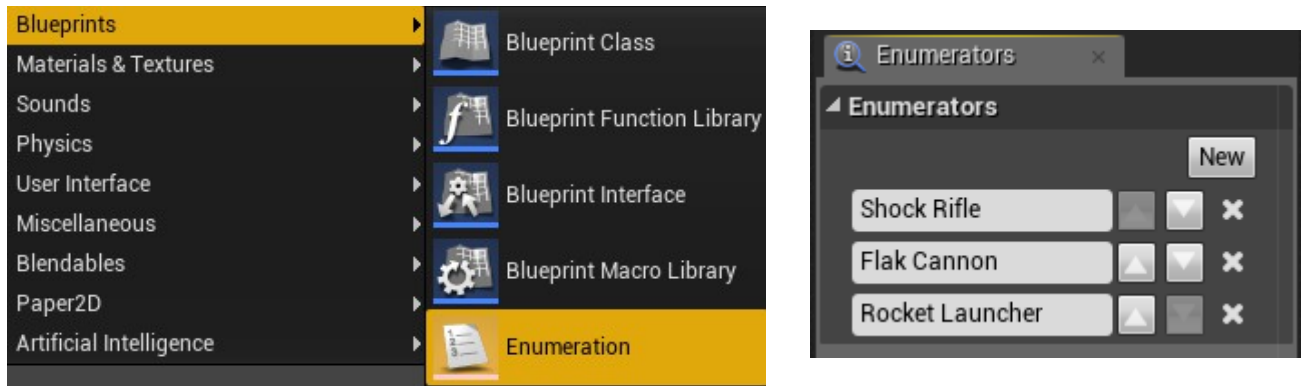 Blueprints
Materials & Textures
Sounds
Physics
User Interface
Miscellaneous
Blendables
Paper2D
Artificial Intelligence
Blueprint Class
Blueprint Function Library
Blueprint Interface
Blueprint Macro Library
Enumeration
Enumerators
Enumerators
New
Shock Rifle
Flak Cannon
Rocket Launcher